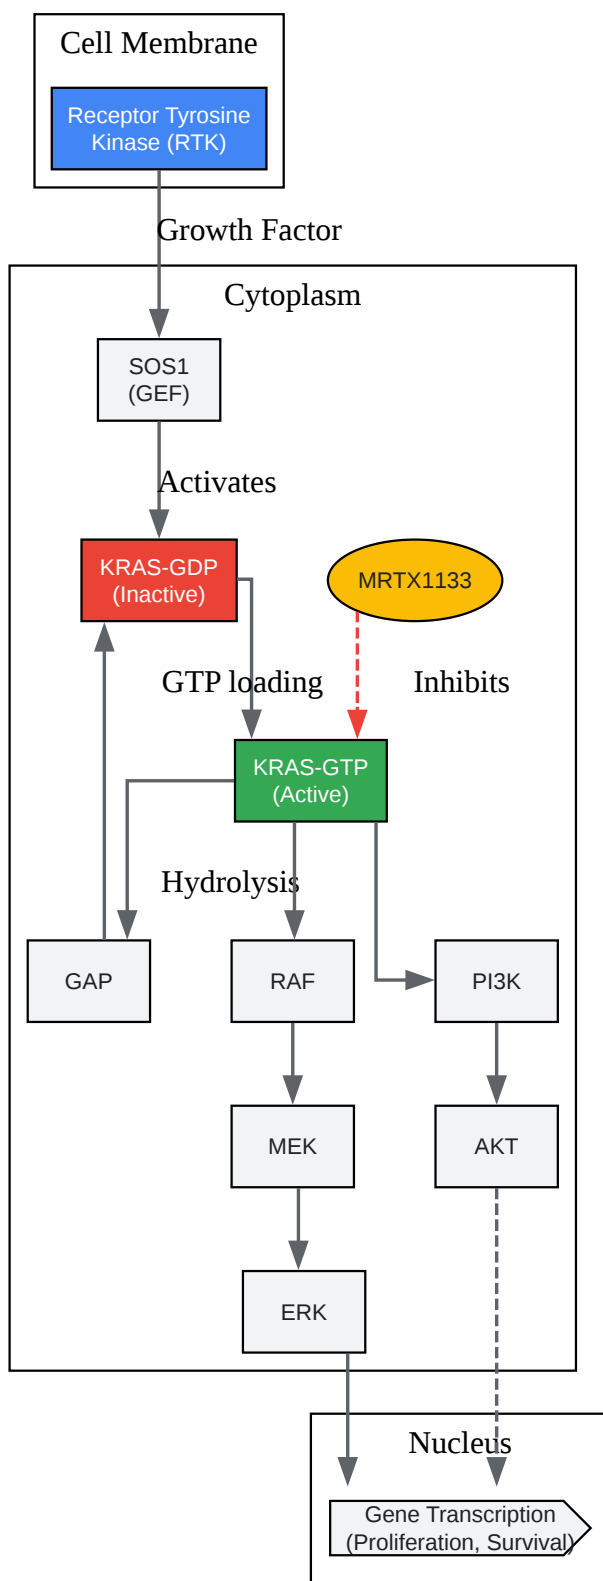 Cell Membrane
Receptor Tyrosine
Kinase (RTK)
Growth Factor
Cytoplasm
SOS1
(GEF)
Activates
KRAS-GDP
(Inactive)
MRTX1133
GTP loading
Inhibits
KRAS-GTP
(Active)
Hydrolysis
GAP
RAF
PI3K
MEK
AKT
ERK
Nucleus
Gene Transcription
(Proliferation, Survival)